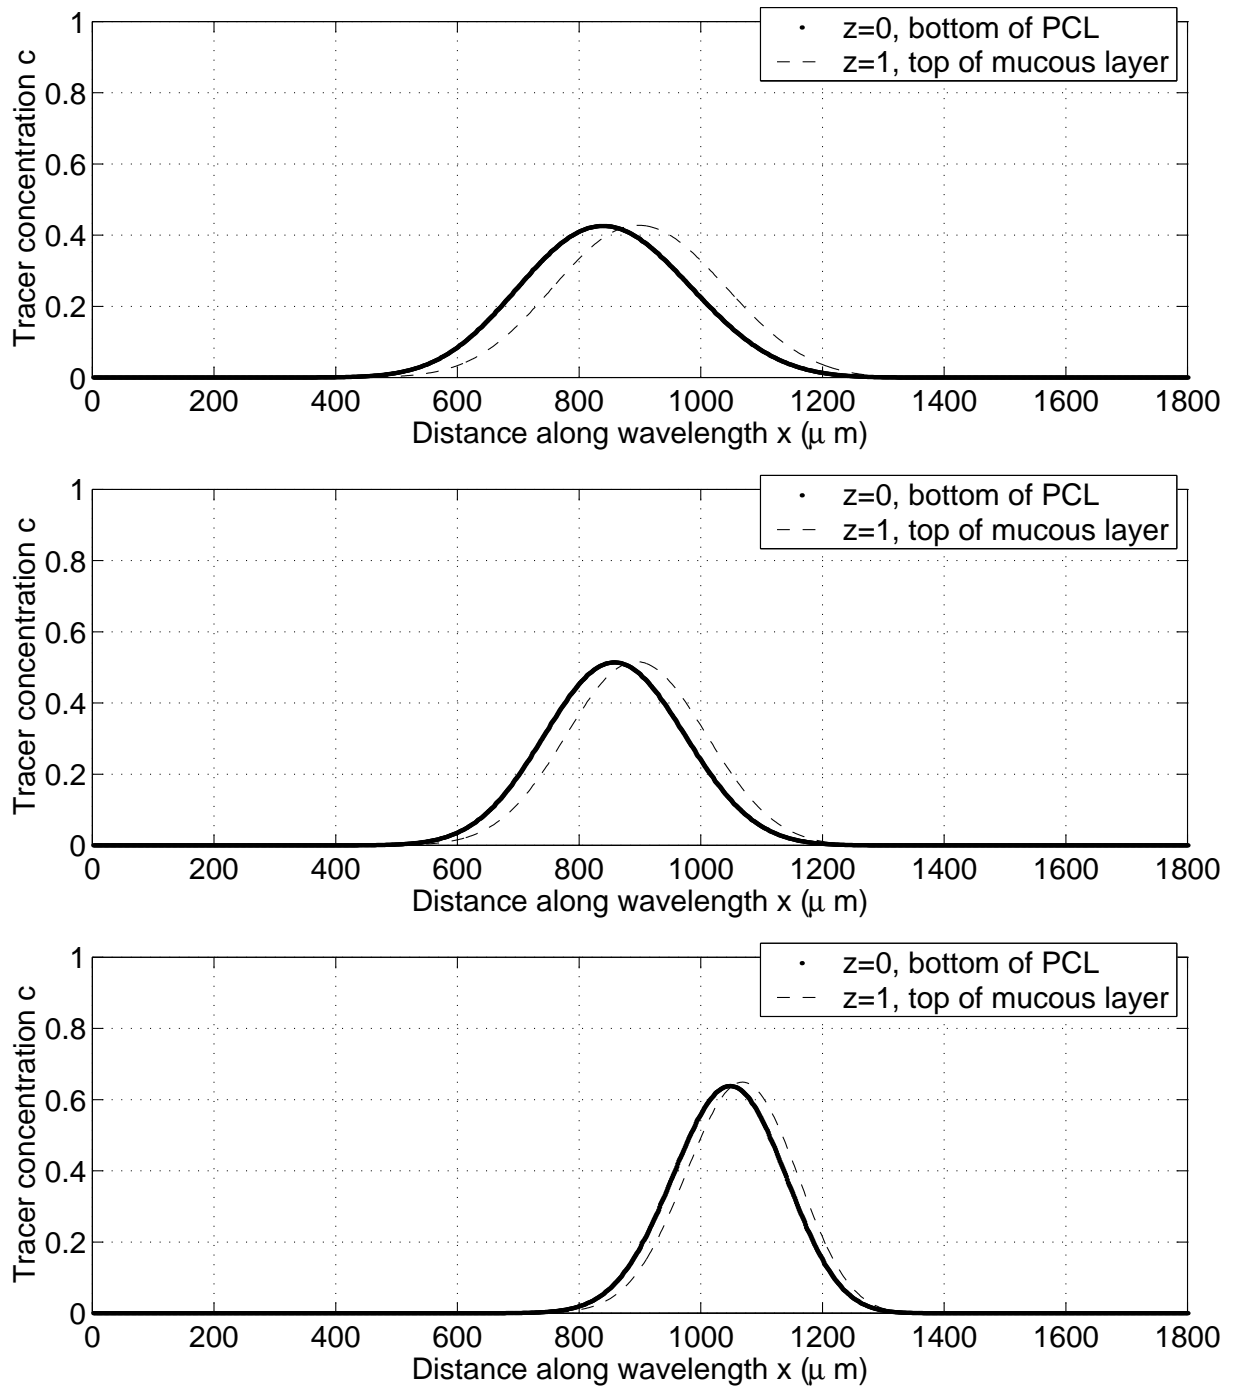 z=0, bottom of PCL
z=1, top of mucous layer
Tracer concentration c
1
0.8
0.6
0.4
0.2
0
0 200 400 600 800 1000 1200 1400 1600 1800
Distance along wavelength x (μ m)
z=0, bottom of PCL
z=1, top of mucous layer
Tracer concentration c
1
0.8
0.6
0.4
0.2
0
0 200 400 600 800 1000 1200 1400 1600 1800
Distance along wavelength x (μ m)
z=0, bottom of PCL
z=1, top of mucous layer
Tracer concentration c
1
0.8
0.6
0.4
0.2
0
0 200 400 600 800 1000 1200 1400 1600 1800
Distance along wavelength x (μ m)